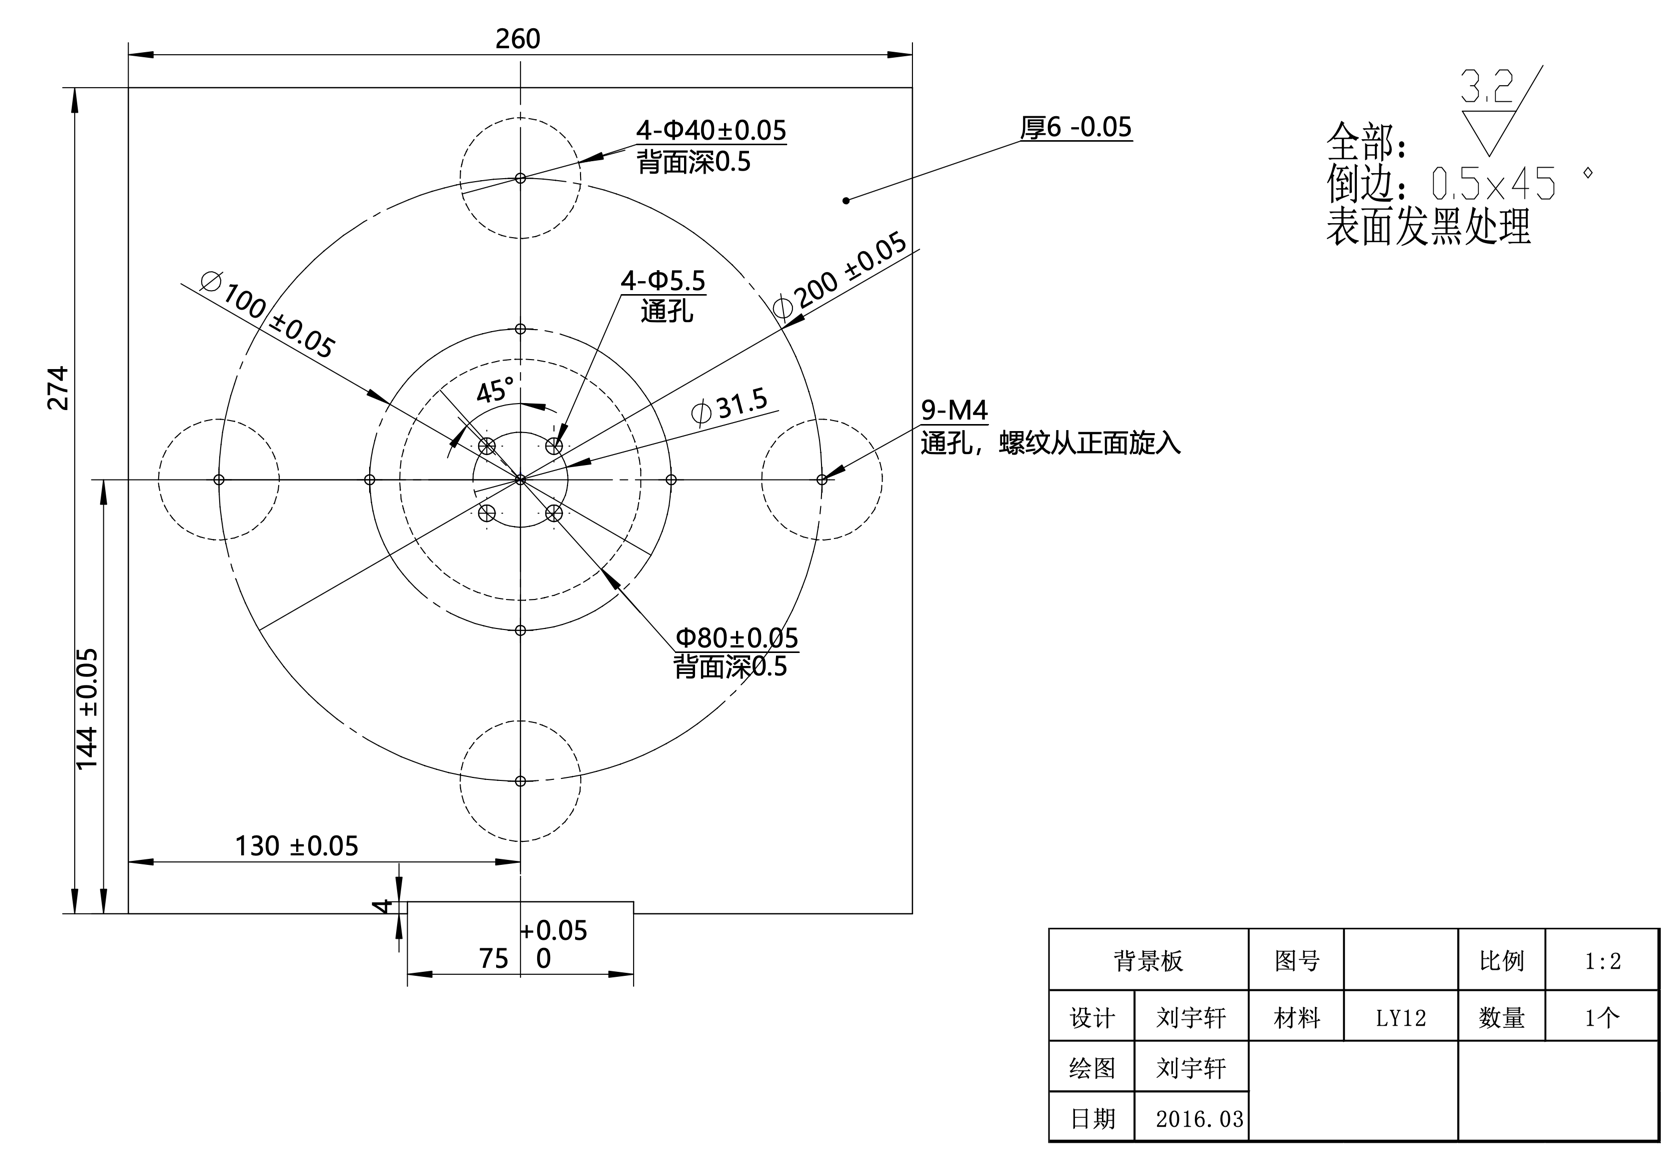 260
4-Φ40±0.05
背面深0.5
厚6 -0.05
3.2
全部：
倒边：0.5x45 °
表面发黑处理
∅200 ±0.05
∅100 ±0.05
4-Φ5.5
通孔
274
45°
∅31.5
9-M4
通孔，螺纹从正面旋入
Φ80±0.05
背面深0.5
144 ±0.05
130 ±0.05
4
+0.05
75 0
背景板 图号 比例 1:2
设计 刘宇轩 材料 LY12 数量 1个
绘图 刘宇轩
日期 2016.03